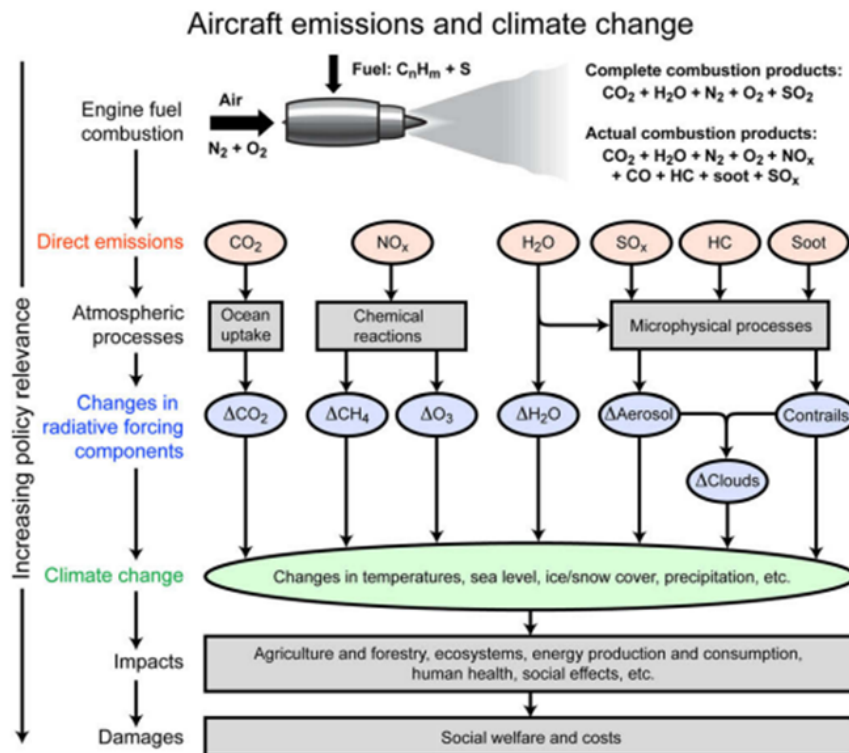 Aircraft emissions and climate change
Increasing policy relevance
Engine fuel
combustion
Air
N₂ + O₂
Fuel: CₙHₘ + S
Complete combustion products:
CO₂ + H₂O + N₂ + O₂ + SO₂
Actual combustion products:
CO₂ + H₂O + N₂ + O₂ + NOₓ
+ CO + HC + soot + SOₓ
Direct emissions
CO₂
NOₓ
H₂O
SOₓ
HC
Soot
Atmospheric
processes
Ocean
uptake
Chemical
reactions
Microphysical processes
Changes in
radiative forcing
components
ΔCO₂
ΔCH₄
ΔO₃
ΔH₂O
ΔAerosol
Contrails
ΔClouds
Climate change
Changes in temperatures, sea level, ice/snow cover, precipitation, etc.
Impacts
Agriculture and forestry, ecosystems, energy production and consumption,
human health, social effects, etc.
Damages
Social welfare and costs